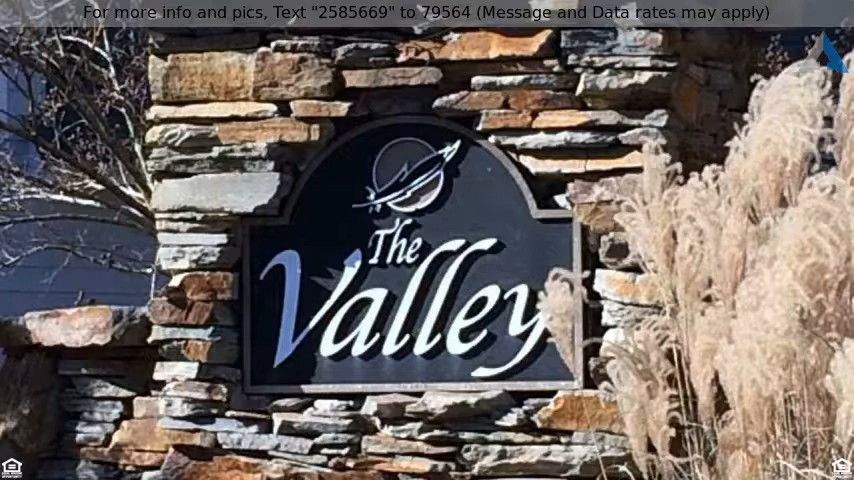 For more info and pics, Text "2585669" to 79564 (Message and Data rates may apply)
The
Valley